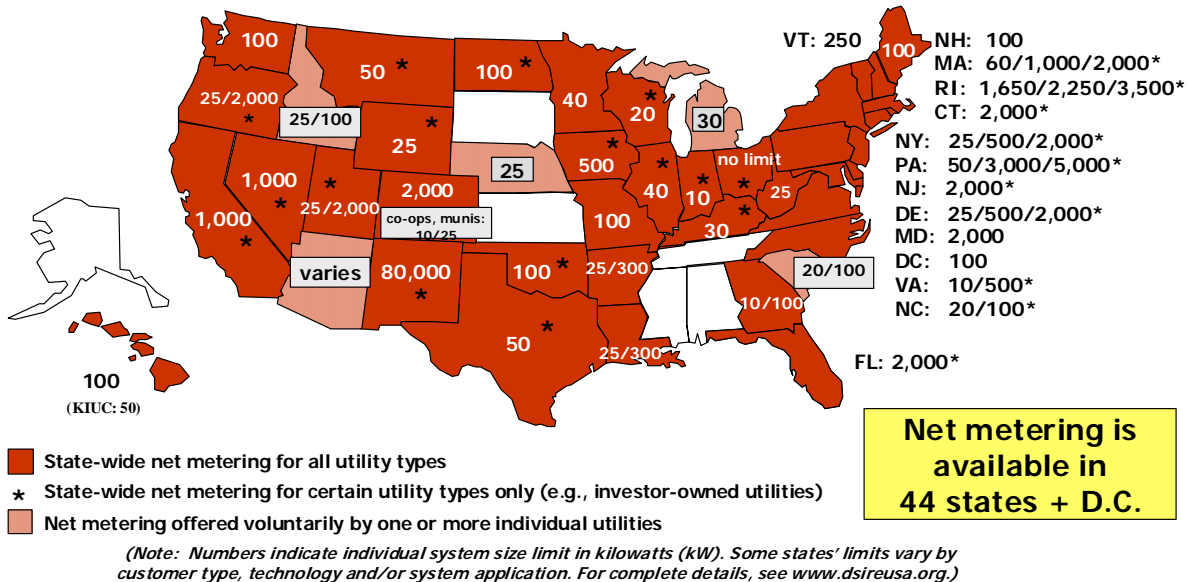 VT: 250
NH: 100
MA: 60/1,000/2,000*
RI: 1,650/2,250/3,500*
CT: 2,000*
NY: 25/500/2,000*
PA: 50/3,000/5,000*
NJ: 2,000*
DE: 25/500/2,000*
MD: 2,000
DC: 100
VA: 10/500*
NC: 20/100*
FL: 2,000*
100
50 *
100 *
40
20 *
30
100
25/2,000
*
25/100
25 *
25
500 *
40 *
10 *
no limit
*
25
1,000
*
1,000
*
*
25/2,000
2,000
co-ops, munis:
10/25
100
30 *
varies
80,000
*
100 *
25/300
20/100
10/100
50 *
25/300
100
(KIUC: 50)
Net metering is
available in
44 states + D.C.
State-wide net metering for all utility types
* State-wide net metering for certain utility types only (e.g., investor-owned utilities)
Net metering offered voluntarily by one or more individual utilities
(Note: Numbers indicate individual system size limit in kilowatts (kW). Some states' limits vary by
customer type, technology and/or system application. For complete details, see www.dsireusa.org.)